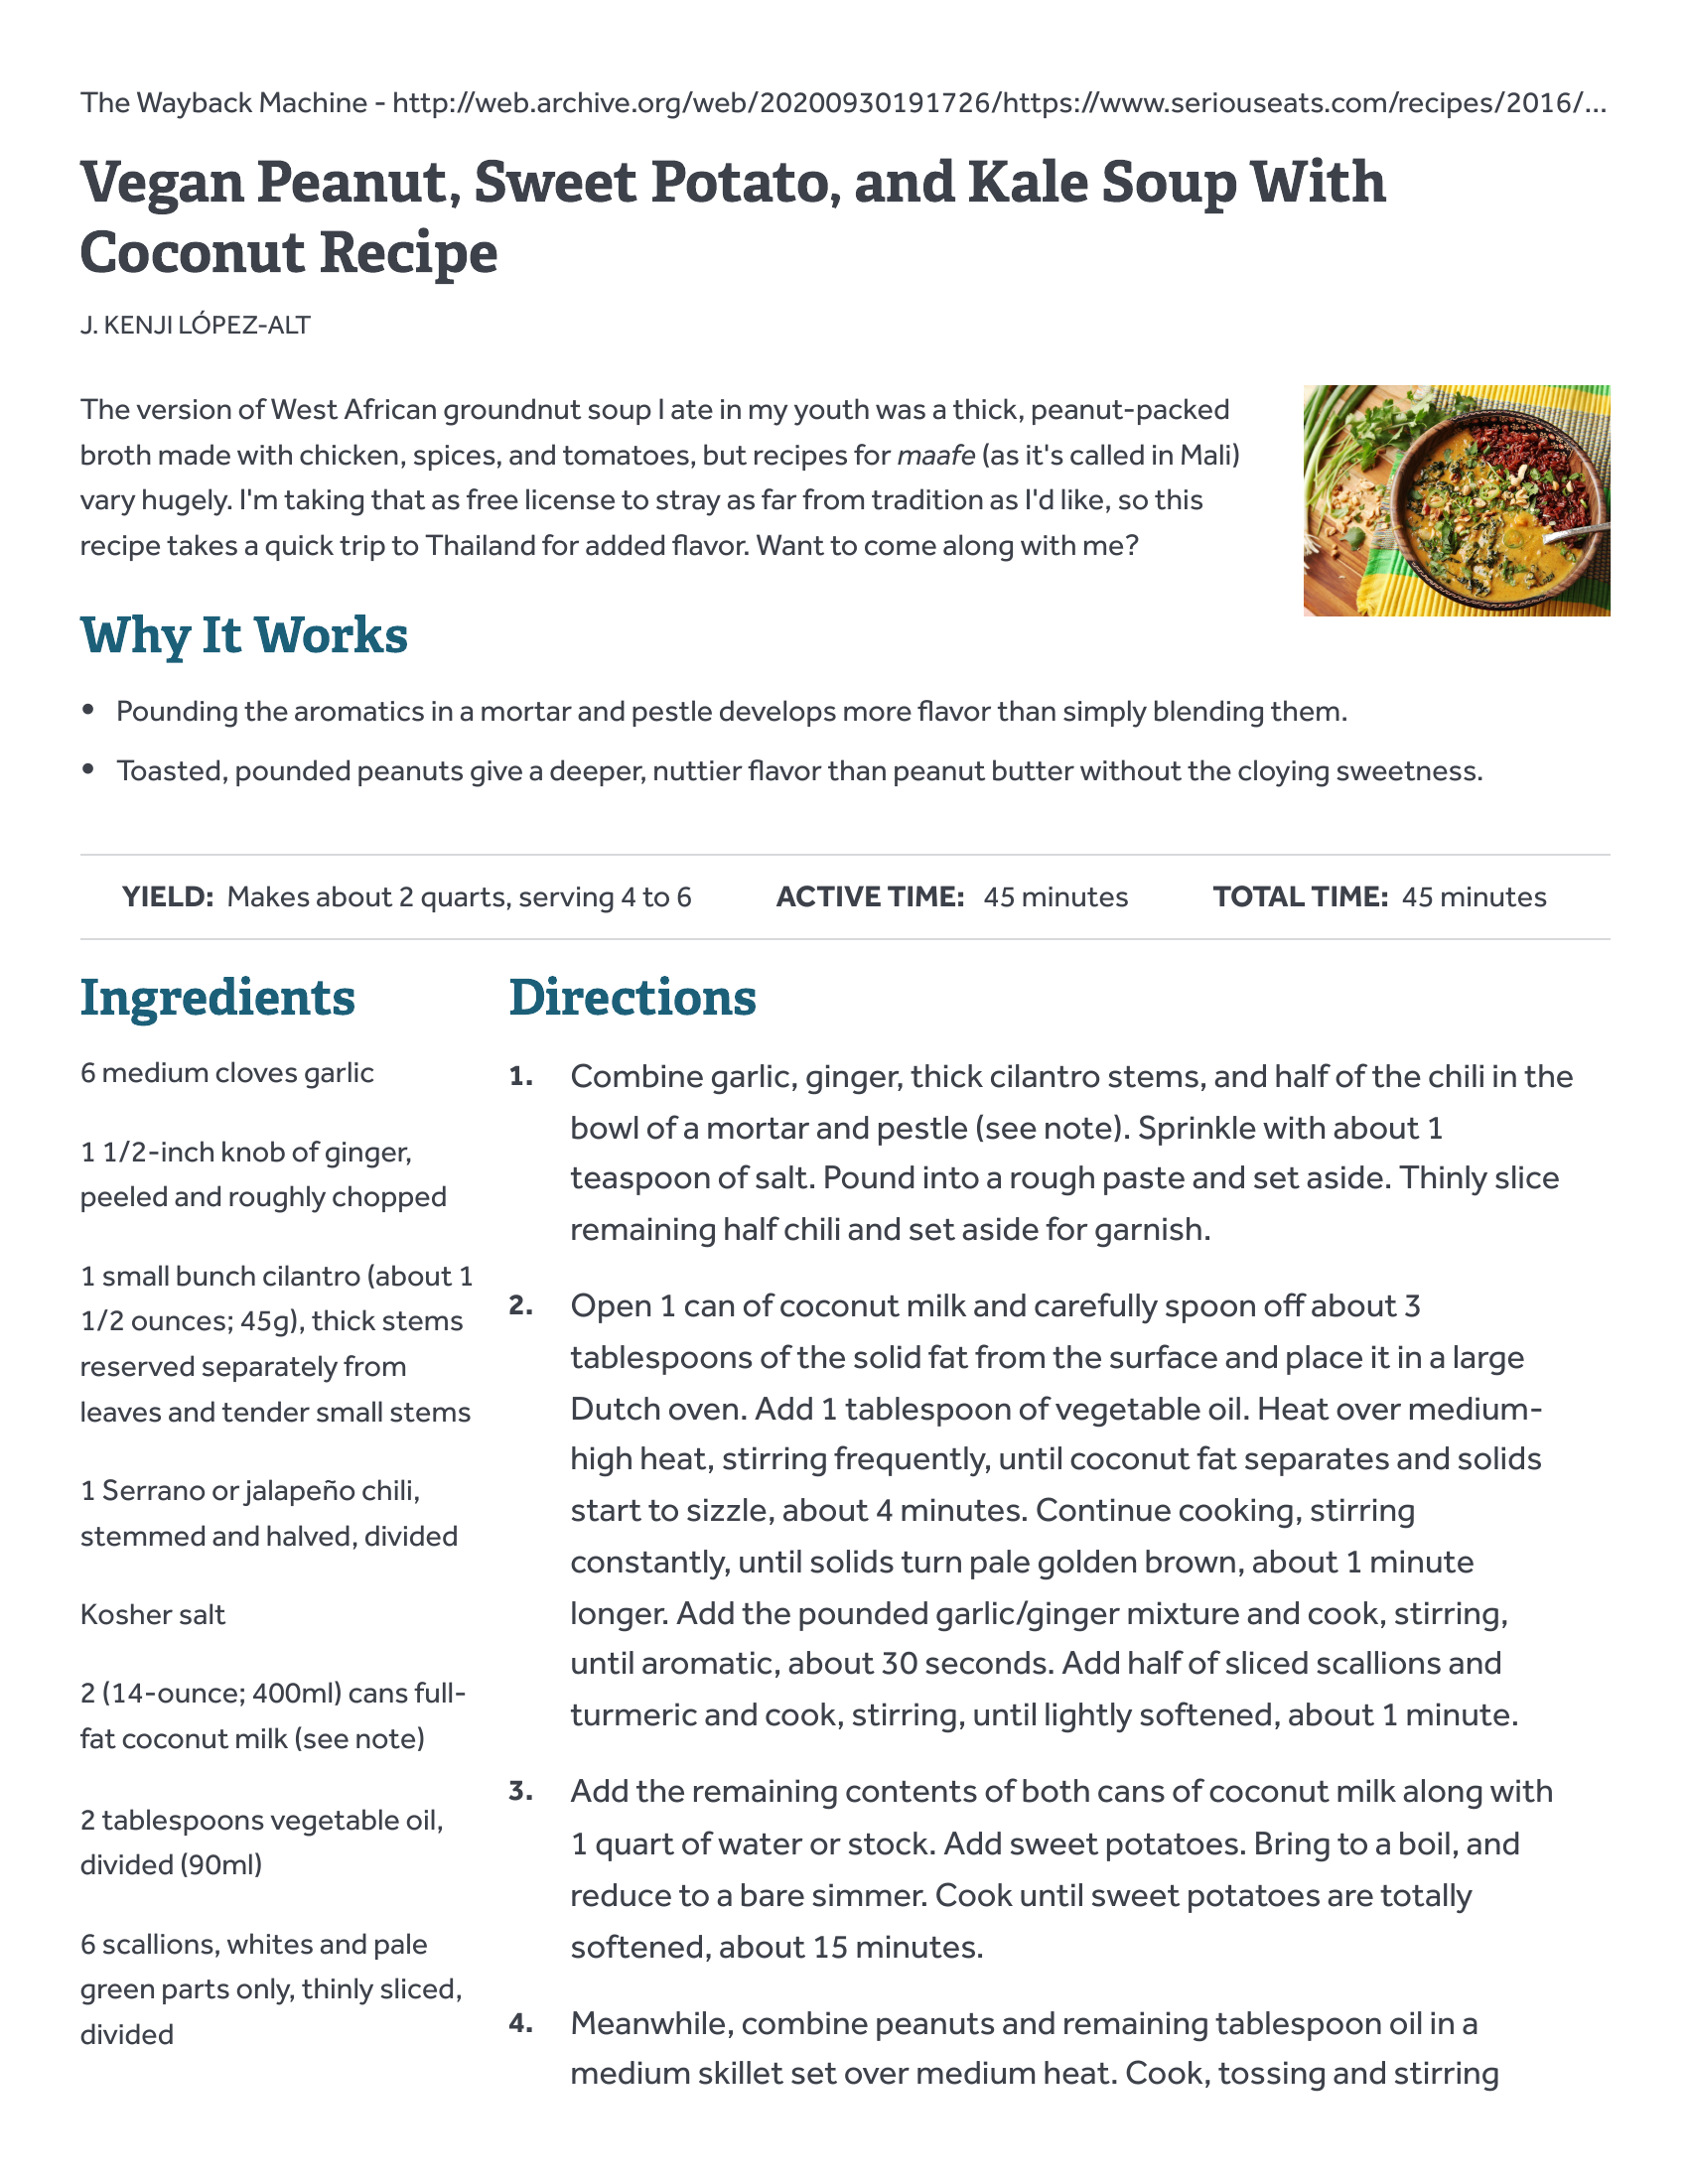 The Wayback Machine - http://web.archive.org/web/20200930191726/https://www.seriouseats.com/recipes/2016/...
Vegan Peanut, Sweet Potato, and Kale Soup With
Coconut Recipe
J. KENJI LÓPEZ-ALT
The version of West African groundnut soup I ate in my youth was a thick, peanut-packed
broth made with chicken, spices, and tomatoes, but recipes for maafe (as it's called in Mali)
vary hugely. I'm taking that as free license to stray as far from tradition as I'd like, so this
recipe takes a quick trip to Thailand for added flavor. Want to come along with me?
Why It Works
• Pounding the aromatics in a mortar and pestle develops more flavor than simply blending them.
• Toasted, pounded peanuts give a deeper, nuttier flavor than peanut butter without the cloying sweetness.
YIELD: Makes about 2 quarts, serving 4 to 6 ACTIVE TIME: 45 minutes TOTAL TIME: 45 minutes
Ingredients
6 medium cloves garlic
1 1/2-inch knob of ginger,
peeled and roughly chopped
1 small bunch cilantro (about 1
1/2 ounces; 45g), thick stems
reserved separately from
leaves and tender small stems
1 Serrano or jalapeño chili,
stemmed and halved, divided
Kosher salt
2 (14-ounce; 400ml) cans full-
fat coconut milk (see note)
2 tablespoons vegetable oil,
divided (90ml)
6 scallions, whites and pale
green parts only, thinly sliced,
divided
Directions
1. Combine garlic, ginger, thick cilantro stems, and half of the chili in the
bowl of a mortar and pestle (see note). Sprinkle with about 1
teaspoon of salt. Pound into a rough paste and set aside. Thinly slice
remaining half chili and set aside for garnish.
2. Open 1 can of coconut milk and carefully spoon off about 3
tablespoons of the solid fat from the surface and place it in a large
Dutch oven. Add 1 tablespoon of vegetable oil. Heat over medium-
high heat, stirring frequently, until coconut fat separates and solids
start to sizzle, about 4 minutes. Continue cooking, stirring
constantly, until solids turn pale golden brown, about 1 minute
longer. Add the pounded garlic/ginger mixture and cook, stirring,
until aromatic, about 30 seconds. Add half of sliced scallions and
turmeric and cook, stirring, until lightly softened, about 1 minute.
3. Add the remaining contents of both cans of coconut milk along with
1 quart of water or stock. Add sweet potatoes. Bring to a boil, and
reduce to a bare simmer. Cook until sweet potatoes are totally
softened, about 15 minutes.
4. Meanwhile, combine peanuts and remaining tablespoon oil in a
medium skillet set over medium heat. Cook, tossing and stirring